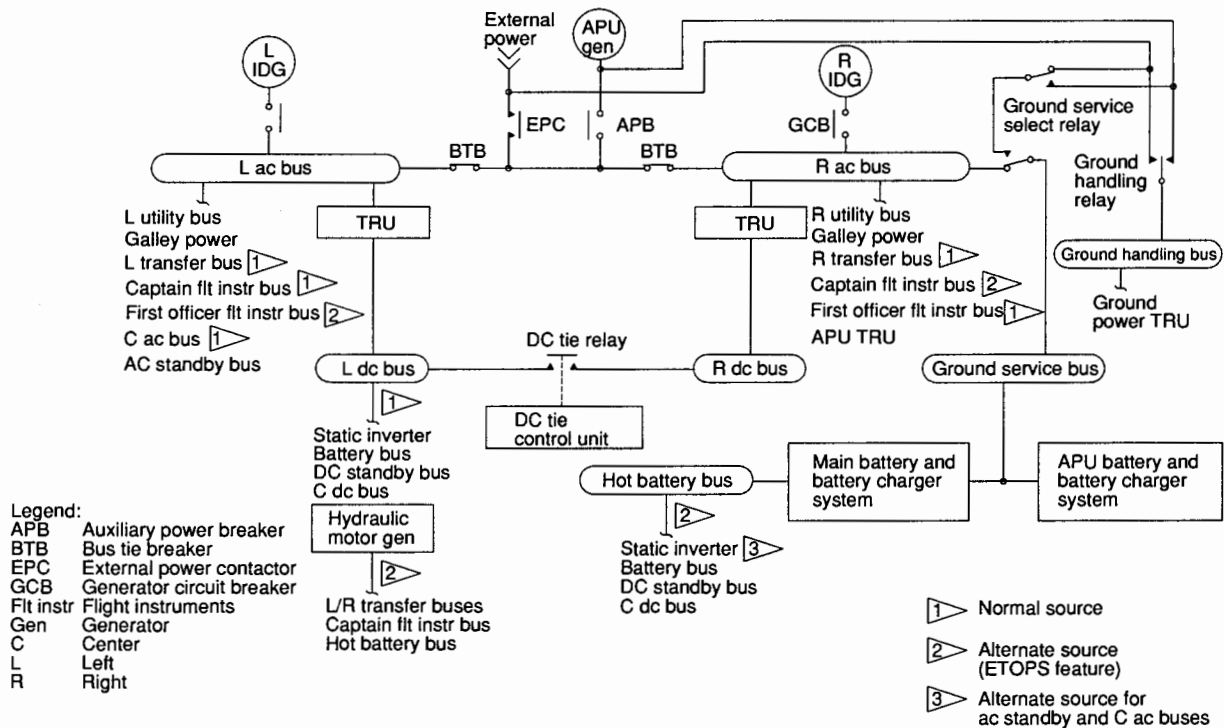 External
power
APU
gen
L
IDG
R
IDG
EPC
APB
GCB
Ground service
select relay
BTB
BTB
L ac bus
R ac bus
Ground
handling
relay
L utility bus
Galley power
L transfer bus 1
Captain flt instr bus 1
First officer flt instr bus 2
C ac bus 1
AC standby bus
TRU
TRU
R utility bus
Galley power
R transfer bus 1
Captain flt instr bus 2
First officer flt instr bus 1
APU TRU
Ground handling bus
Ground
power TRU
DC tie relay
L dc bus
R dc bus
Ground service bus
1
Static inverter
Battery bus
DC standby bus
C dc bus
DC tie
control unit
Hot battery bus
Main battery and
battery charger
system
APU battery and
battery charger
system
Hydraulic
motor gen
2
L/R transfer buses
Captain flt instr bus
Hot battery bus
2
Static inverter 3
Battery bus
DC standby bus
C dc bus
Legend:
APB Auxiliary power breaker
BTB Bus tie breaker
EPC External power contactor
GCB Generator circuit breaker
Flt instr Flight instruments
Gen Generator
C Center
L Left
R Right
1 Normal source
2 Alternate source
(ETOPS feature)
3 Alternate source for
ac standby and C ac buses